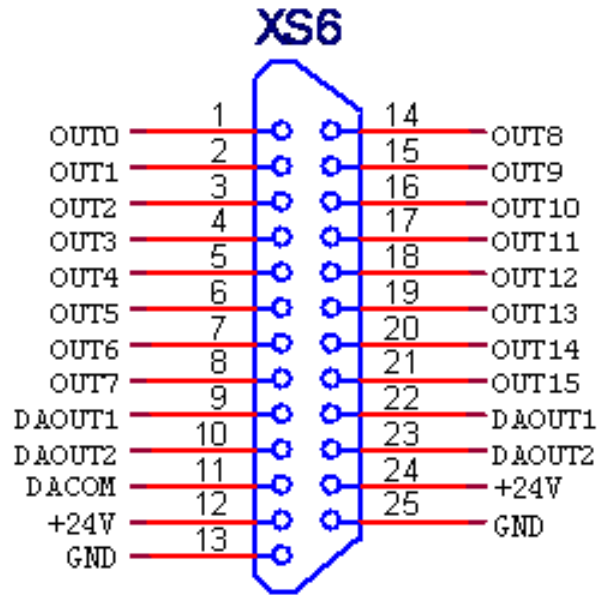 XS6
OUT0 1 14 OUT8
OUT1 2 15 OUT9
OUT2 3 16 OUT10
OUT3 4 17 OUT11
OUT4 5 18 OUT12
OUT5 6 19 OUT13
OUT6 7 20 OUT14
OUT7 8 21 OUT15
DAOUT1 9 22 DAOUT1
DAOUT2 10 23 DAOUT2
DACOM 11 24 +24V
+24V 12 25 GND
GND 13